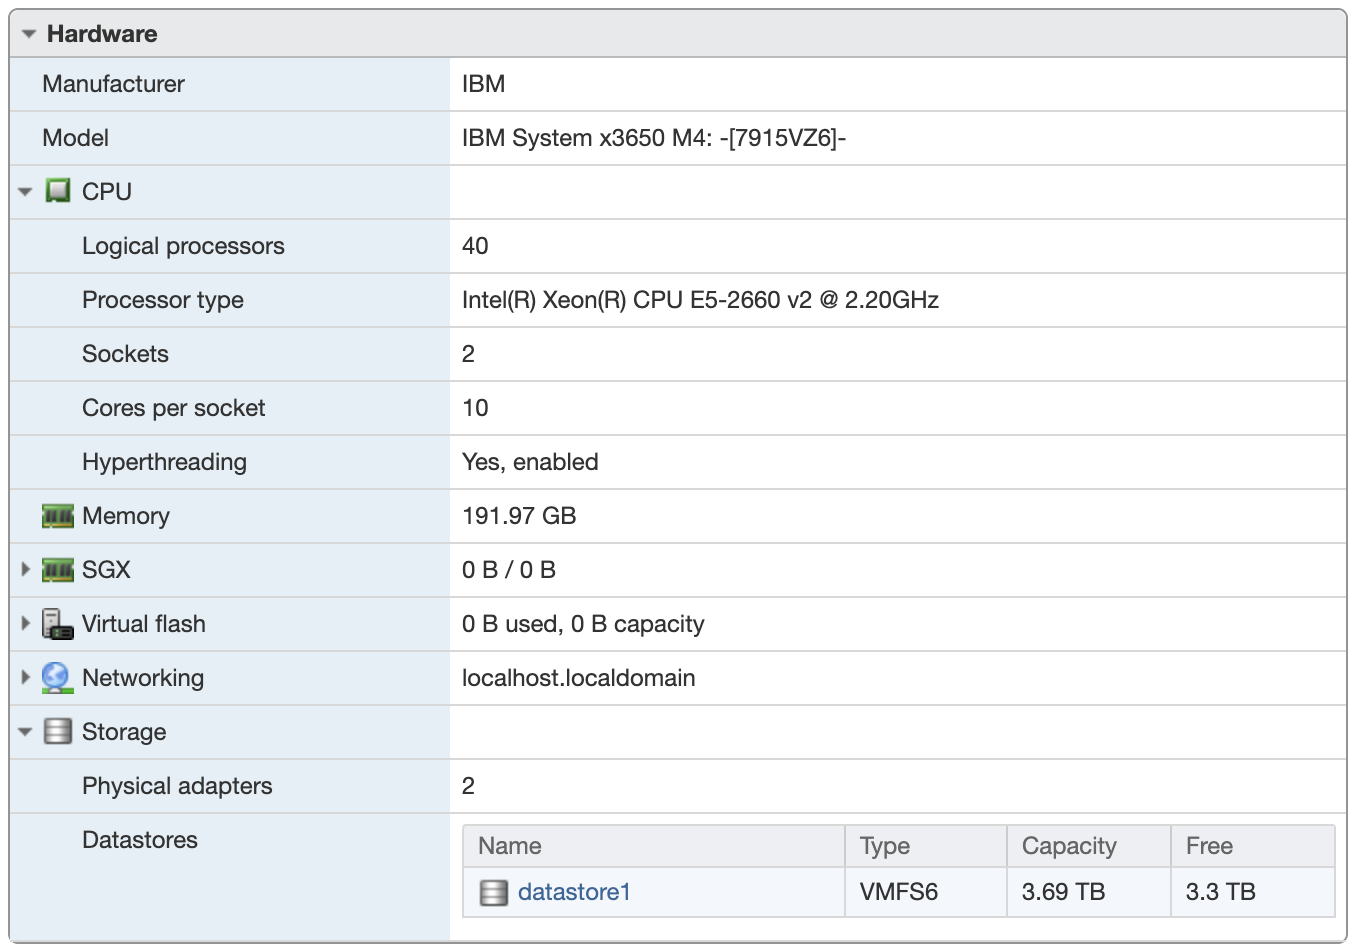 Hardware
Manufacturer IBM
Model IBM System x3650 M4: -[7915VZ6]-
CPU
Logical processors 40
Processor type Intel(R) Xeon(R) CPU E5-2660 v2 @ 2.20GHz
Sockets 2
Cores per socket 10
Hyperthreading Yes, enabled
Memory 191.97 GB
SGX 0 B / 0 B
Virtual flash 0 B used, 0 B capacity
Networking localhost.localdomain
Storage
Physical adapters 2
Datastores Name Type Capacity Free
datastore1 VMFS6 3.69 TB 3.3 TB